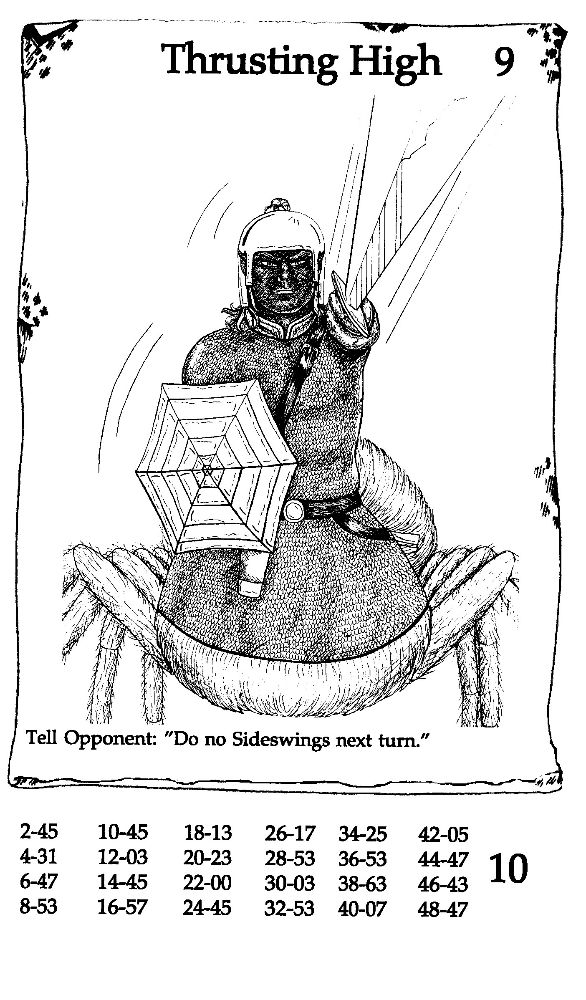 Thrusting High 9
Tell Opponent: "Do no Sideswings next turn."
2-45 10-45 18-13 26-17 34-25 42-05
4-31 12-03 20-23 28-53 36-53 44-47
10
6-47 14-45 22-00 30-03 38-63 46-43
8-53 16-57 24-45 32-53 40-07 48-47